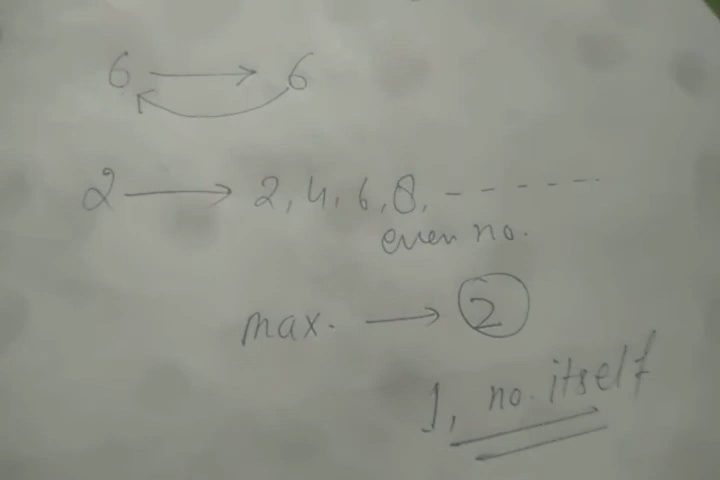 6 → 6
2 → 2, 4, 6, 8, ------
even no.
max. → 2
1, no. itself